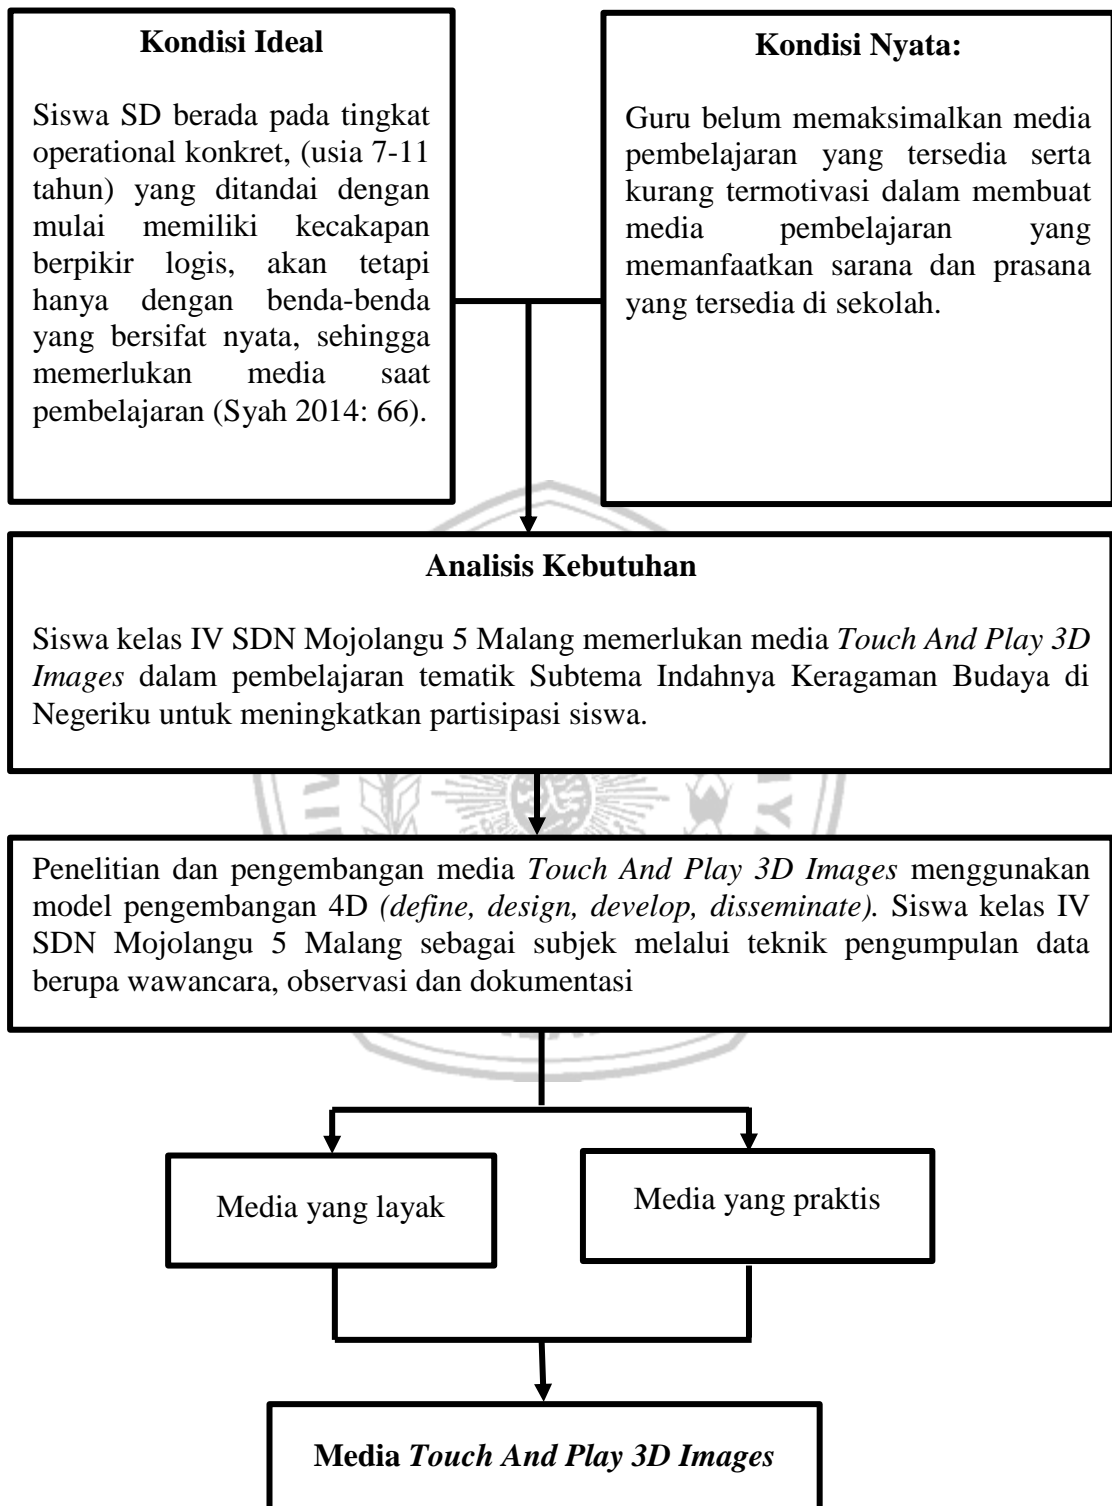 Kondisi Ideal
Siswa SD berada pada tingkat
operational konkret, (usia 7-11
tahun) yang ditandai dengan
mulai memiliki kecakapan
berpikir logis, akan tetapi
hanya dengan benda-benda
yang bersifat nyata, sehingga
memerlukan media saat
pembelajaran (Syah 2014: 66).
Kondisi Nyata:
Guru belum memaksimalkan media
pembelajaran yang tersedia serta
kurang termotivasi dalam membuat
media pembelajaran yang
memanfaatkan sarana dan prasana
yang tersedia di sekolah.
Analisis Kebutuhan
Siswa kelas IV SDN Mojolangu 5 Malang memerlukan media Touch And Play 3D
Images dalam pembelajaran tematik Subtema Indahnya Keragaman Budaya di
Negeriku untuk meningkatkan partisipasi siswa.
Penelitian dan pengembangan media Touch And Play 3D Images menggunakan
model pengembangan 4D (define, design, develop, disseminate). Siswa kelas IV
SDN Mojolangu 5 Malang sebagai subjek melalui teknik pengumpulan data
berupa wawancara, observasi dan dokumentasi
Media yang layak
Media yang praktis
Media Touch And Play 3D Images